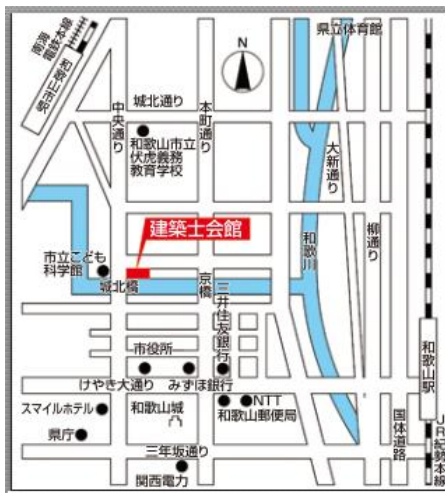 県立体育館
南海
電鉄本線
和歌山市駅
N
城北通り
中央通り
本町通り
和歌山市立
伏虎義務
教育学校
大新通り
柳通り
建築士会館
和歌川
市立こども
科学館
城北橋
京橋
三井住友銀行
市役所
和歌山駅
けやき大通り
みずほ銀行
スマイルホテル
和歌山城
NTT
和歌山郵便局
県庁
三年坂通り
国体道路
JR紀勢本線
関西電力